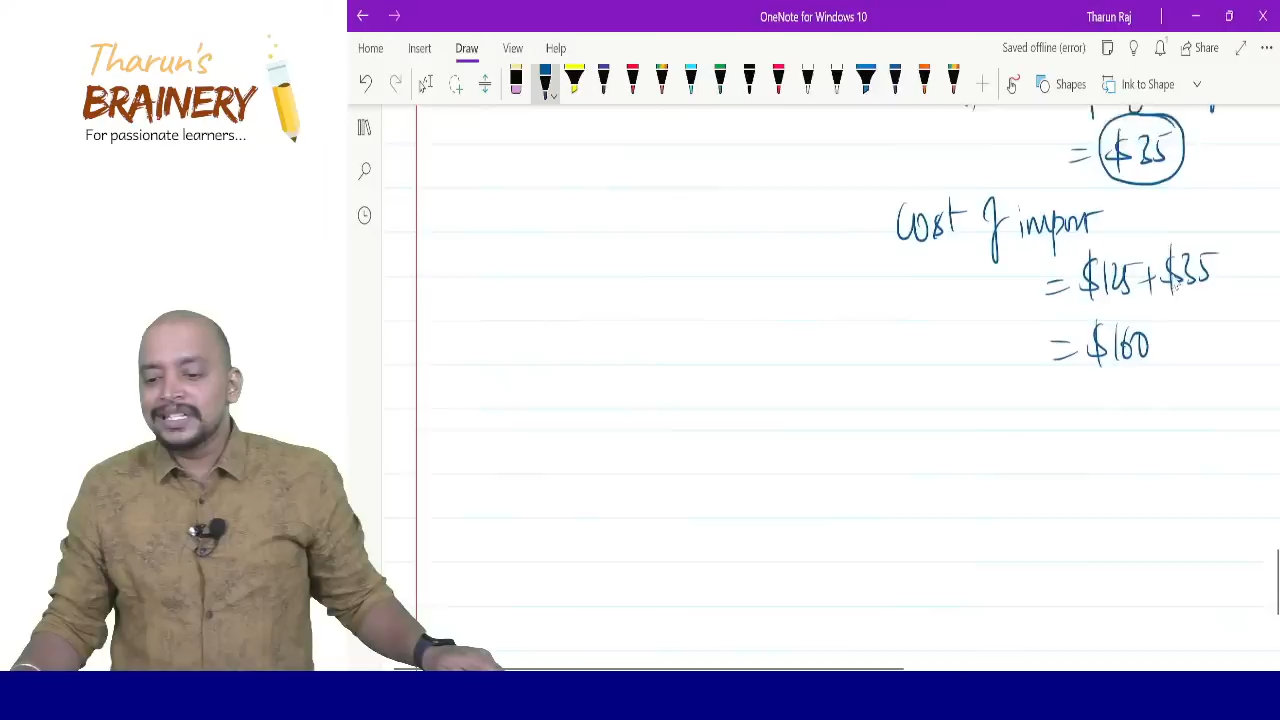 Tharun's
BRAINERY
For passionate learners...
OneNote for Windows 10
Tharun Raj
Home Insert Draw View Help
Saved offline (error)
Share
Shapes
Ink to Shape
= $35
Cost of import
= $125 + $35
= $160